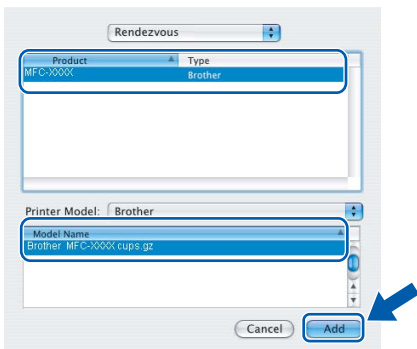 Rendezvous
Product Type
MFC-XXXX Brother
Printer Model: Brother
Model Name
Brother MFC-XXXX cups.gz
Cancel Add